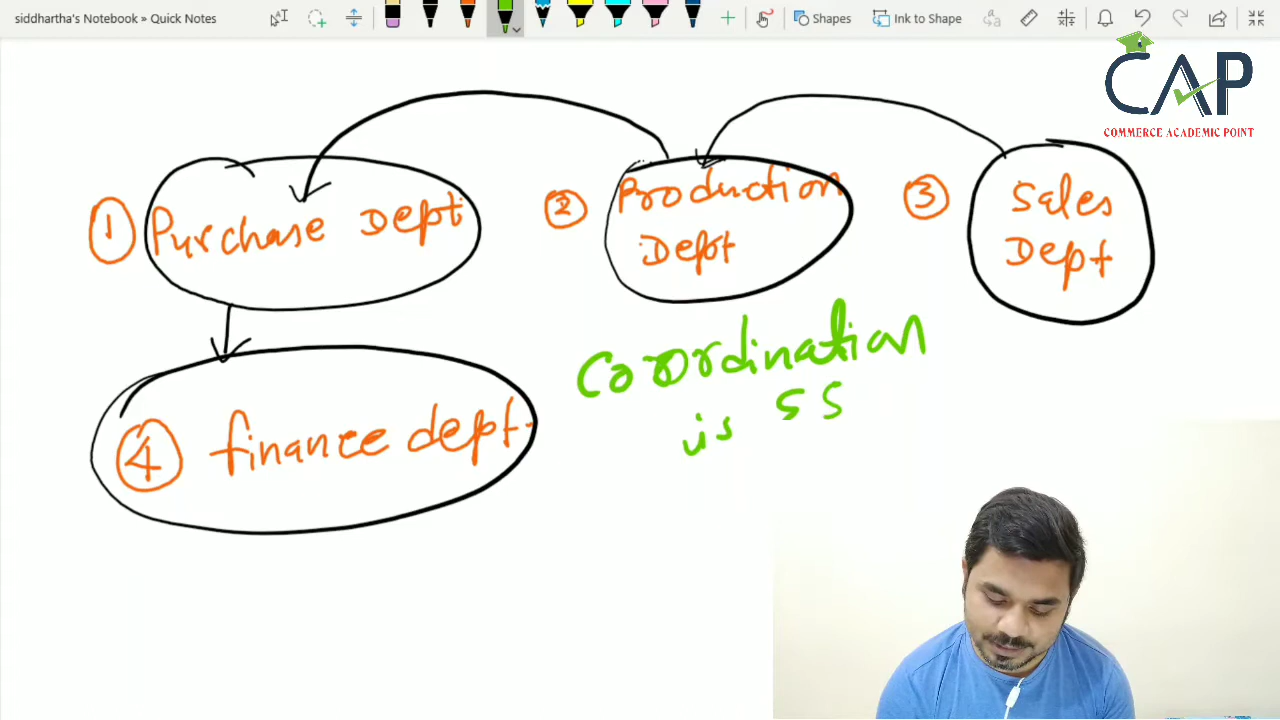 siddhartha's Notebook » Quick Notes
Shapes
Ink to Shape
CAP
COMMERCE ACADEMIC POINT
① Purchase Dept
② Production
Dept
③ Sales
Dept
④ finance dept.
Coordination
is SS